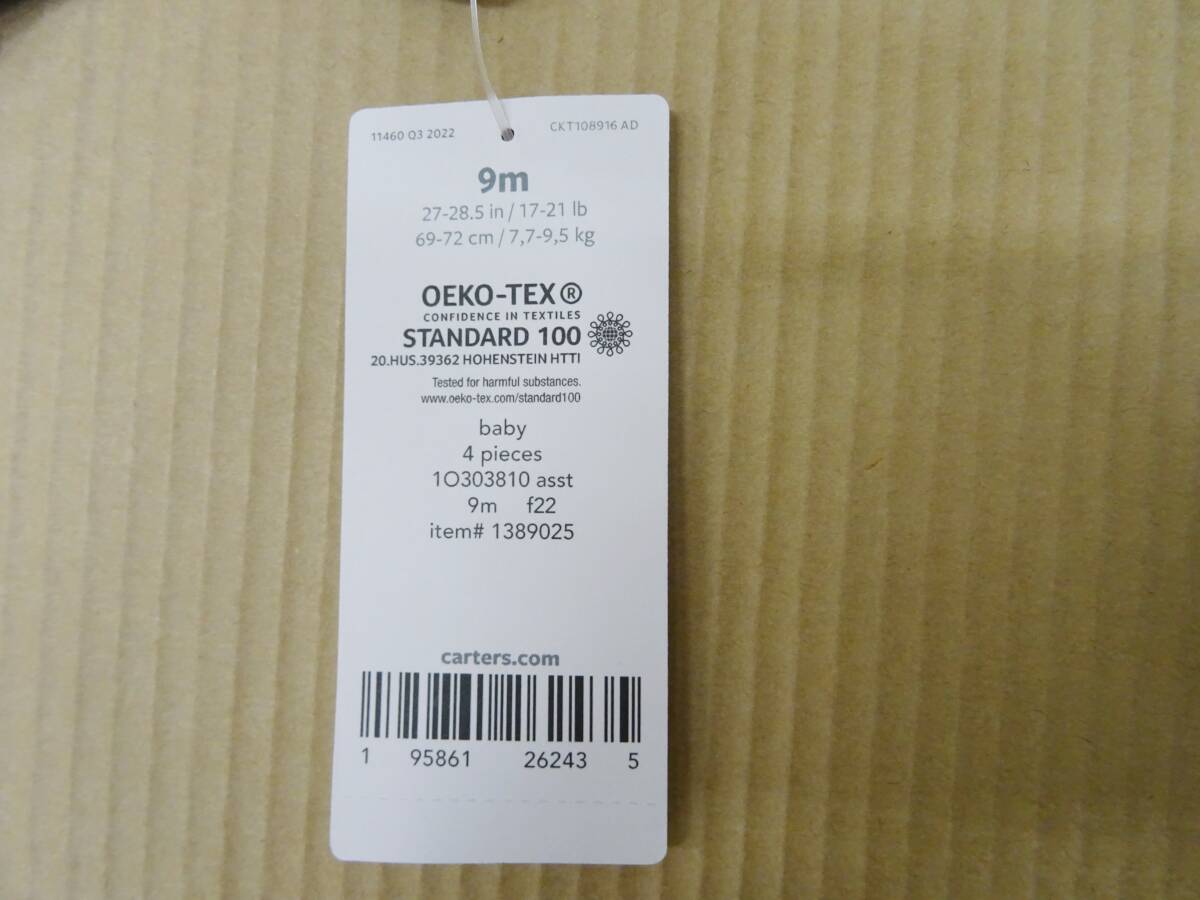 11460 Q3 2022 CKT108916 AD
9m
27-28.5 in / 17-21 lb
69-72 cm / 7,7-9,5 kg
OEKO-TEX®
CONFIDENCE IN TEXTILES
STANDARD 100
20.HUS.39362 HOHENSTEIN HTTI
Tested for harmful substances.
www.oeko-tex.com/standard100
baby
4 pieces
1O303810 asst
9m f22
item# 1389025
carters.com
1 95861 26243 5